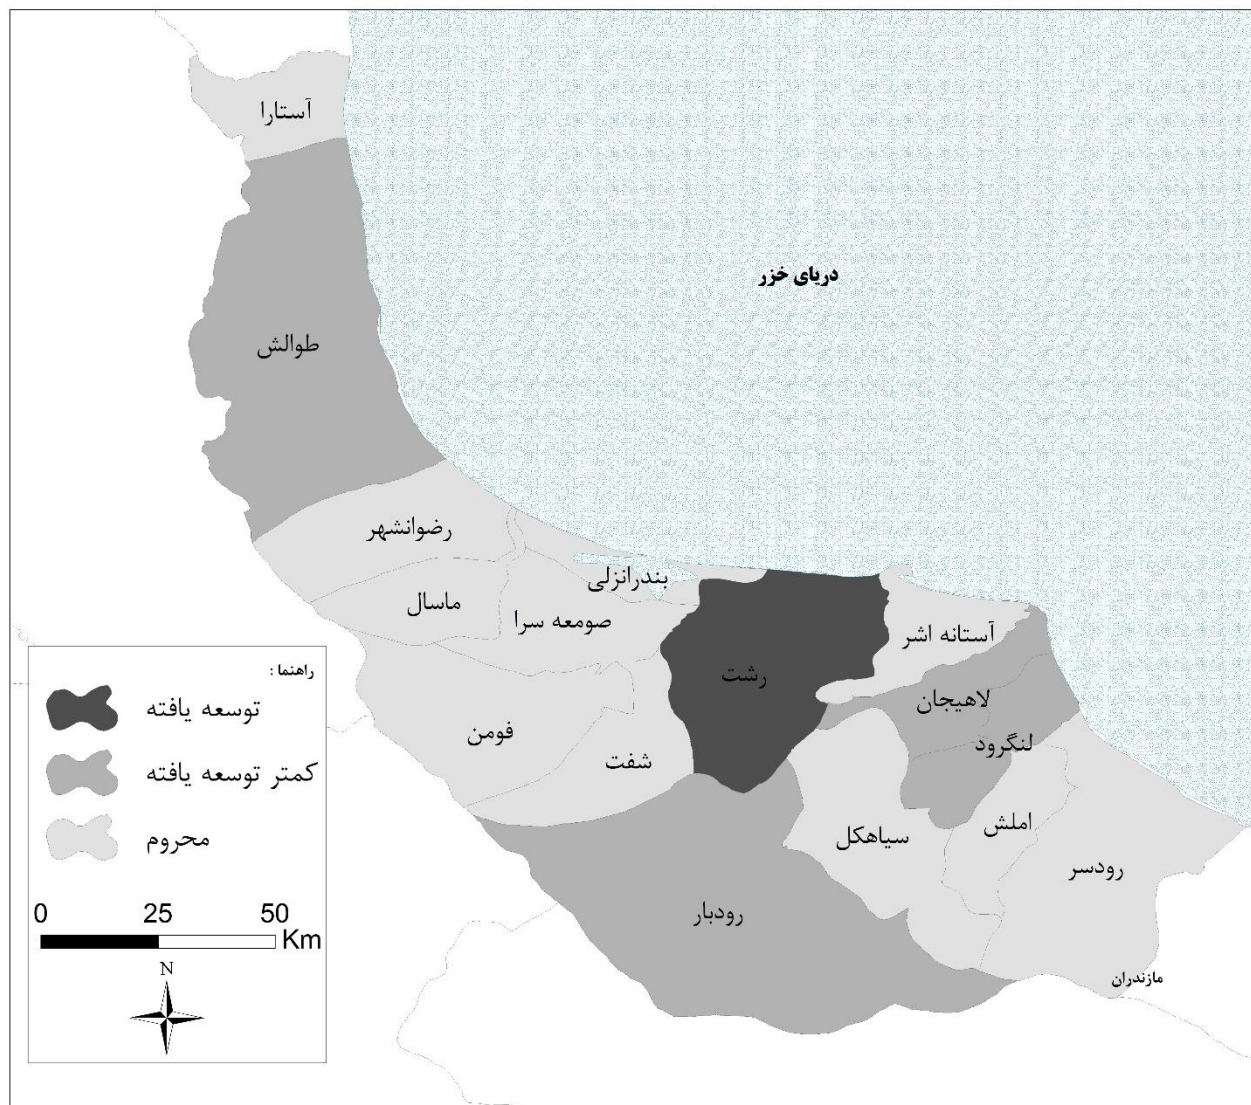 آستارا
دریای خزر
طوالش
رضوانشهر
بندرانزلی
ماسال
صومعه سرا
آستانه اشر
رشت
لاهیجان
فومن
شفت
لنگرود
املش
سیاهکل
رودسر
رودبار
مازندران
راهنما :
توسعه یافته
کمتر توسعه یافته
محروم
0 25 50
Km
N